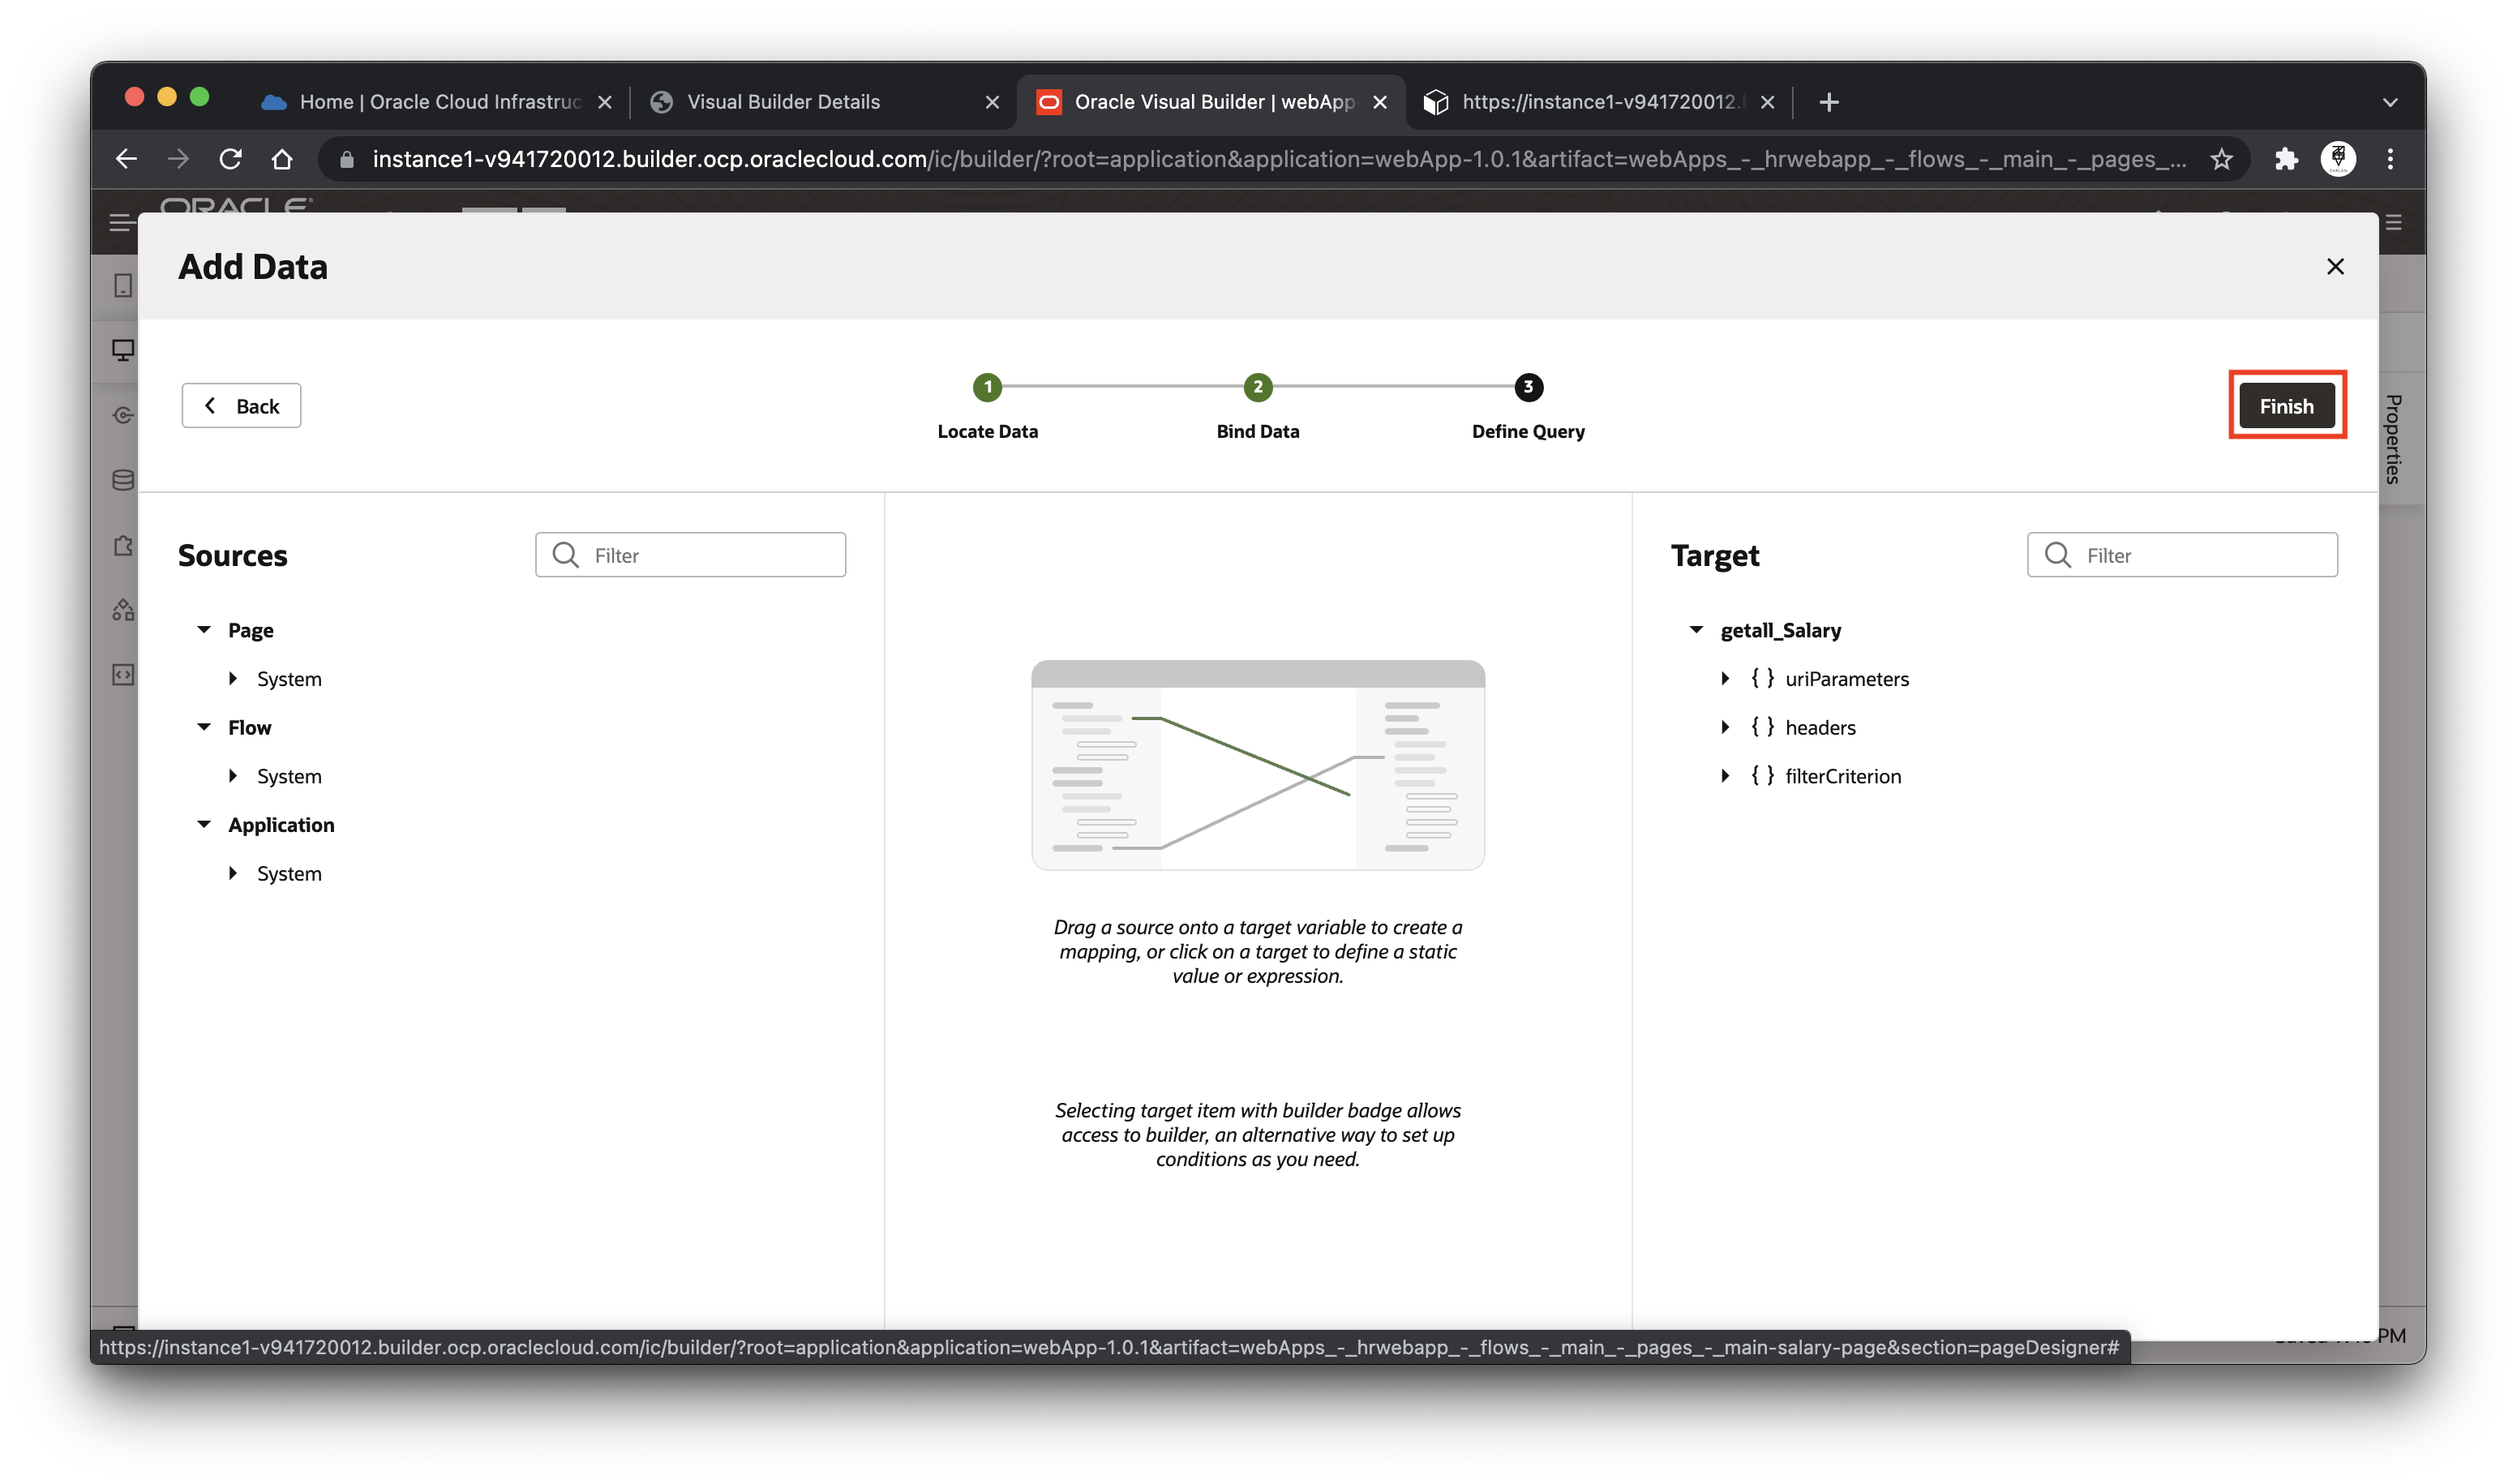 Home | Oracle Cloud Infrastruc
Visual Builder Details
Oracle Visual Builder | webApp-
https://instance1-v941720012.
instance1-v941720012.builder.ocp.oraclecloud.com/ic/builder/?root=application&application=webApp-1.0.1&artifact=webApps_-_hrwebapp_-_flows_-_main_-_pages_...
ORACLE
Add Data
Back
1
2
3
Locate Data
Bind Data
Define Query
Finish
Properties
Sources
Filter
Target
Filter
Page
System
Flow
System
Application
System
getall_Salary
{ } uriParameters
{ } headers
{ } filterCriterion
Drag a source onto a target variable to create a
mapping, or click on a target to define a static
value or expression.
Selecting target item with builder badge allows
access to builder, an alternative way to set up
conditions as you need.
PM
https://instance1-v941720012.builder.ocp.oraclecloud.com/ic/builder/?root=application&application=webApp-1.0.1&artifact=webApps_-_hrwebapp_-_flows_-_main_-_pages_-_main-salary-page&section=pageDesigner#